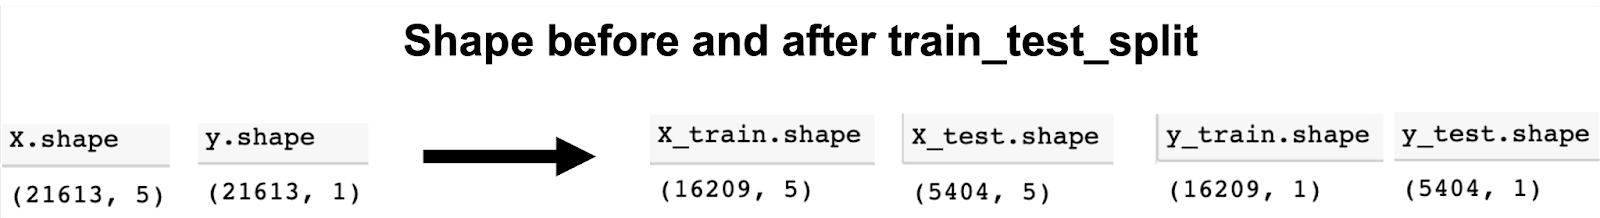 Shape before and after train_test_split
X.shape
(21613, 5)
y.shape
(21613, 1)
X_train.shape
(16209, 5)
X_test.shape
(5404, 5)
y_train.shape
(16209, 1)
y_test.shape
(5404, 1)